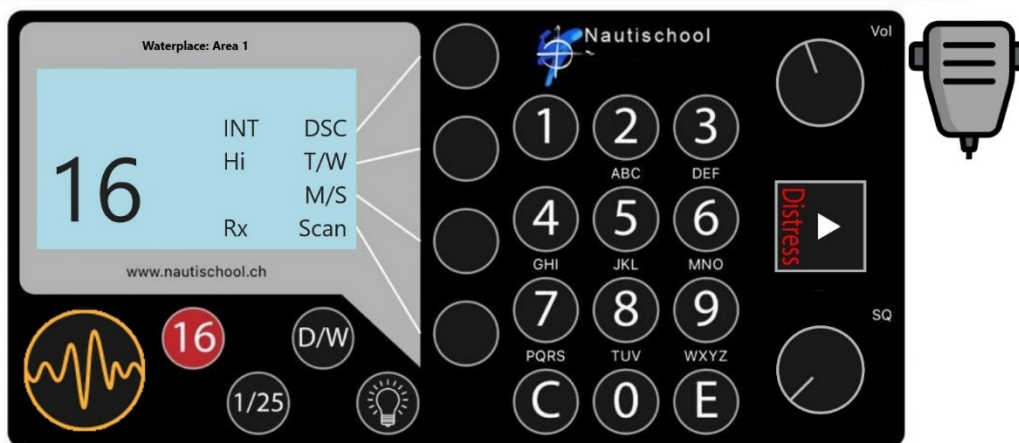 Waterplace: Area 1
16
INT DSC
Hi T/W
M/S
Rx Scan
www.nautischool.ch
16
D/W
1/25
Nautischool
1 2 3
ABC DEF
4 5 6
GHI JKL MNO
7 8 9
PQRS TUV WXYZ
C 0 E
Vol
Distress
SQ